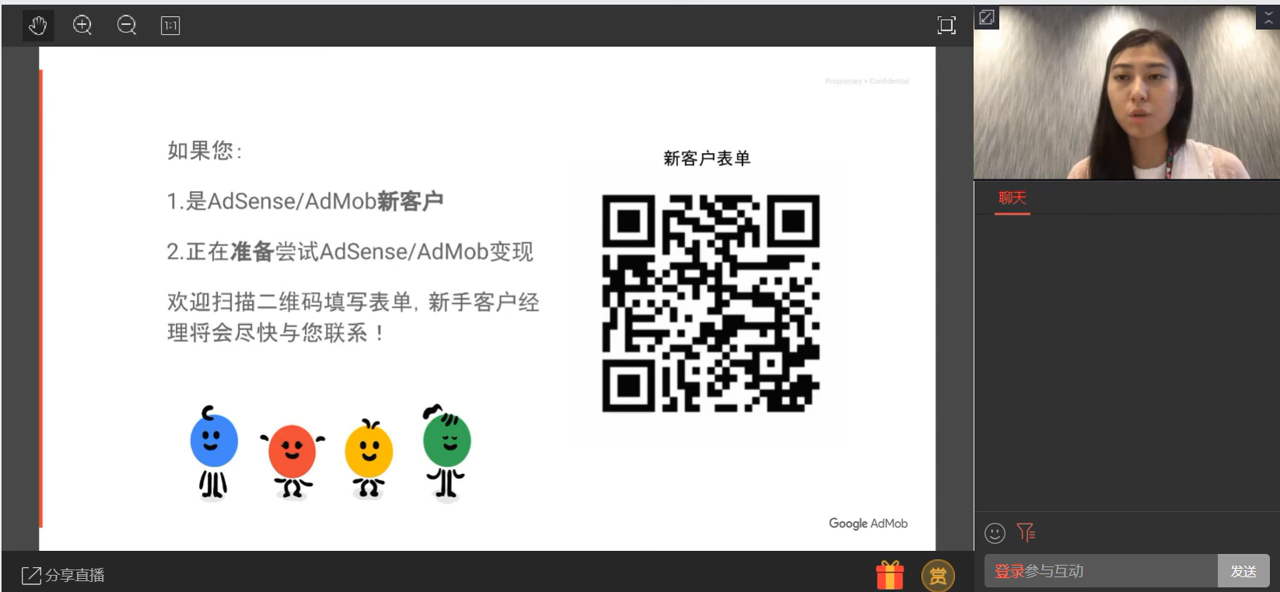 1:1
Proprietary + Confidential
如果您:
新客户表单
1.是AdSense/AdMob新客户
2.正在准备尝试AdSense/AdMob变现
欢迎扫描二维码填写表单, 新手客户经
理将会尽快与您联系！
Google AdMob
分享直播
赏
聊天
登录参与互动
发送